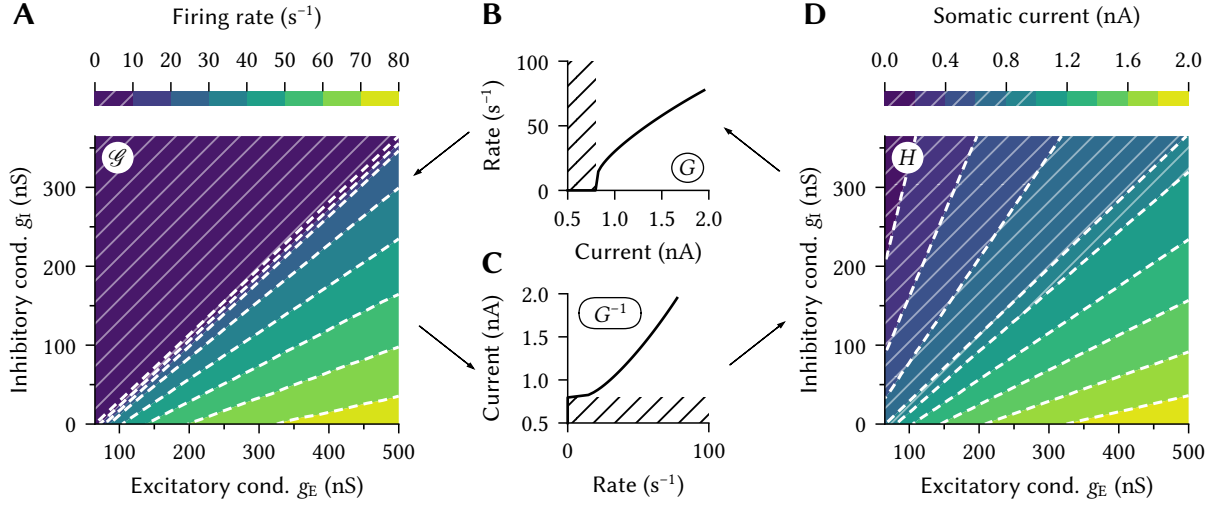 A
Firing rate (s⁻¹)
0 10 20 30 40 50 60 70 80
𝒢
Inhibitory cond. gI (nS)
300
200
100
0
100 200 300 400 500
Excitatory cond. gE (nS)
B
Rate (s⁻¹)
100
50
0
G
0.5 1.0 1.5 2.0
Current (nA)
C
Current (nA)
2.0
1.5
1.0
0.5
G⁻¹
0 100
Rate (s⁻¹)
D
Somatic current (nA)
0.0 0.4 0.8 1.2 1.6 2.0
H
Inhibitory cond. gI (nS)
300
200
100
0
100 200 300 400 500
Excitatory cond. gE (nS)